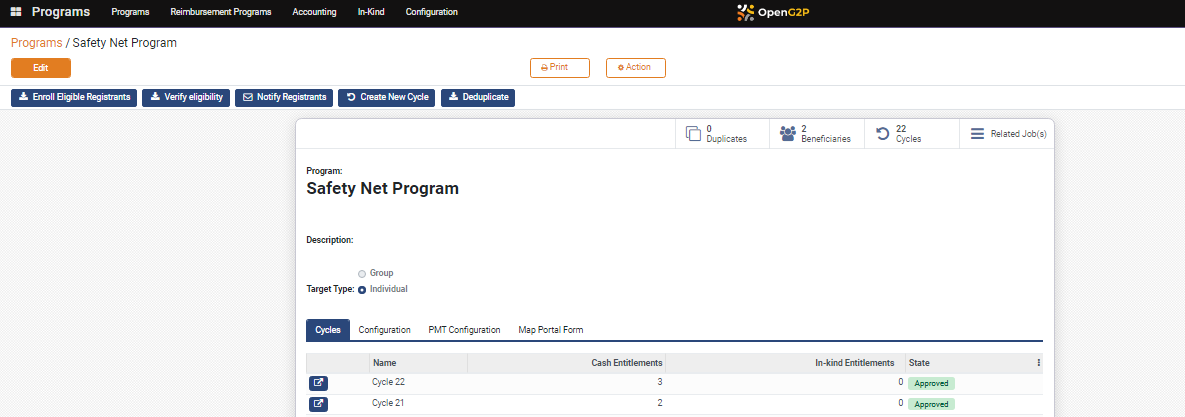 Programs Programs Reimbursement Programs Accounting In-Kind Configuration OpenG2P
Programs / Safety Net Program
Edit Print Action
Enroll Eligible Registrants Verify eligibility Notify Registrants Create New Cycle Deduplicate
0 Duplicates 2 Beneficiaries 22 Cycles Related Job(s)
Program:
Safety Net Program
Description:
Group
Target Type: Individual
Cycles Configuration PMT Configuration Map Portal Form
Name Cash Entitlements In-kind Entitlements State
Cycle 22 3 0 Approved
Cycle 21 2 0 Approved